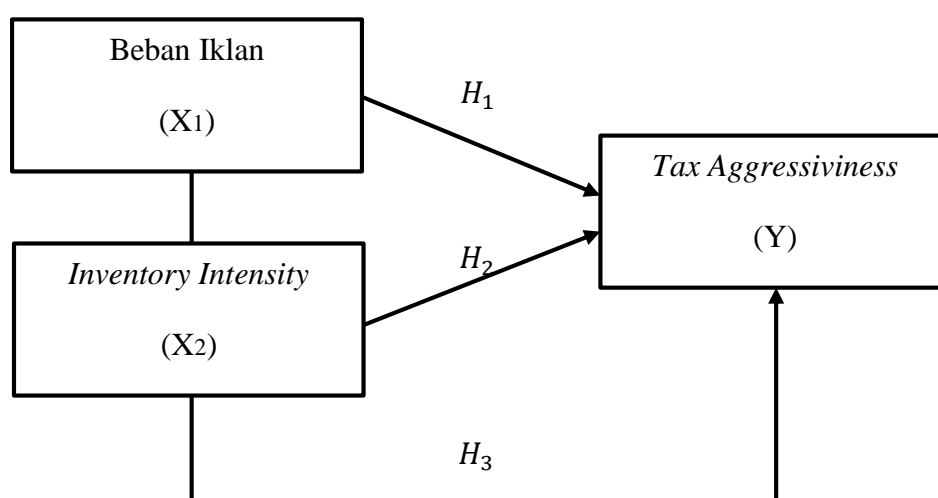 Beban Iklan
(X1)
H1
Tax Aggressiviness
(Y)
Inventory Intensity
(X2)
H2
H3